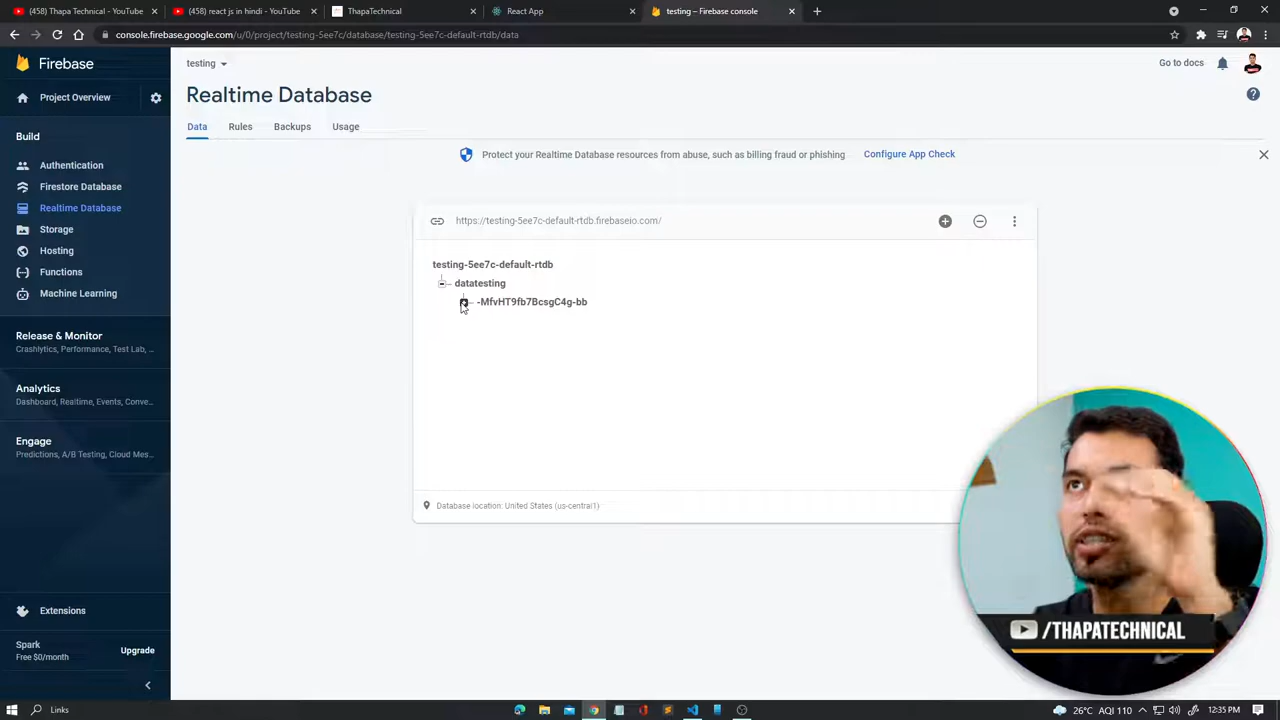 (458) Thapa Technical - YouTube
(458) react js in hindi - YouTube
ThapaTechnical
React App
testing – Firebase console
console.firebase.google.com/u/0/project/testing-5ee7c/database/testing-5ee7c-default-rtdb/data
Firebase
testing
Go to docs
Project Overview
Realtime Database
Build
Data Rules Backups Usage
Authentication
Protect your Realtime Database resources from abuse, such as billing fraud or phishing Configure App Check
Firestore Database
Realtime Database
Storage
https://testing-5ee7c-default-rtdb.firebaseio.com/
Hosting
Functions
testing-5ee7c-default-rtdb
Machine Learning
datatesting
-MfvHT9fb7BcsgC4g-bb
Release & Monitor
Crashlytics, Performance, Test Lab, ...
Analytics
Dashboard, Realtime, Events, Conve...
Engage
Predictions, A/B Testing, Cloud Mes...
Database location: United States (us-central1)
Extensions
/THAPATECHNICAL
Spark
Free $0/month
Upgrade
Links
26°C AQI 110
12:35 PM